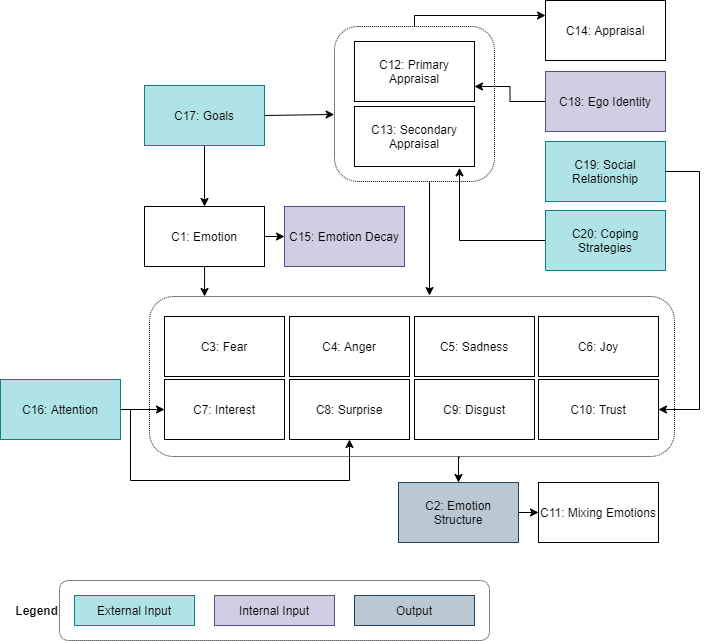 C14: Appraisal
C12: Primary
Appraisal
C18: Ego Identity
C17: Goals
C13: Secondary
Appraisal
C19: Social
Relationship
C1: Emotion
C15: Emotion Decay
C20: Coping
Strategies
C3: Fear
C4: Anger
C5: Sadness
C6: Joy
C16: Attention
C7: Interest
C8: Surprise
C9: Disgust
C10: Trust
C2: Emotion
Structure
C11: Mixing Emotions
Legend
External Input
Internal Input
Output